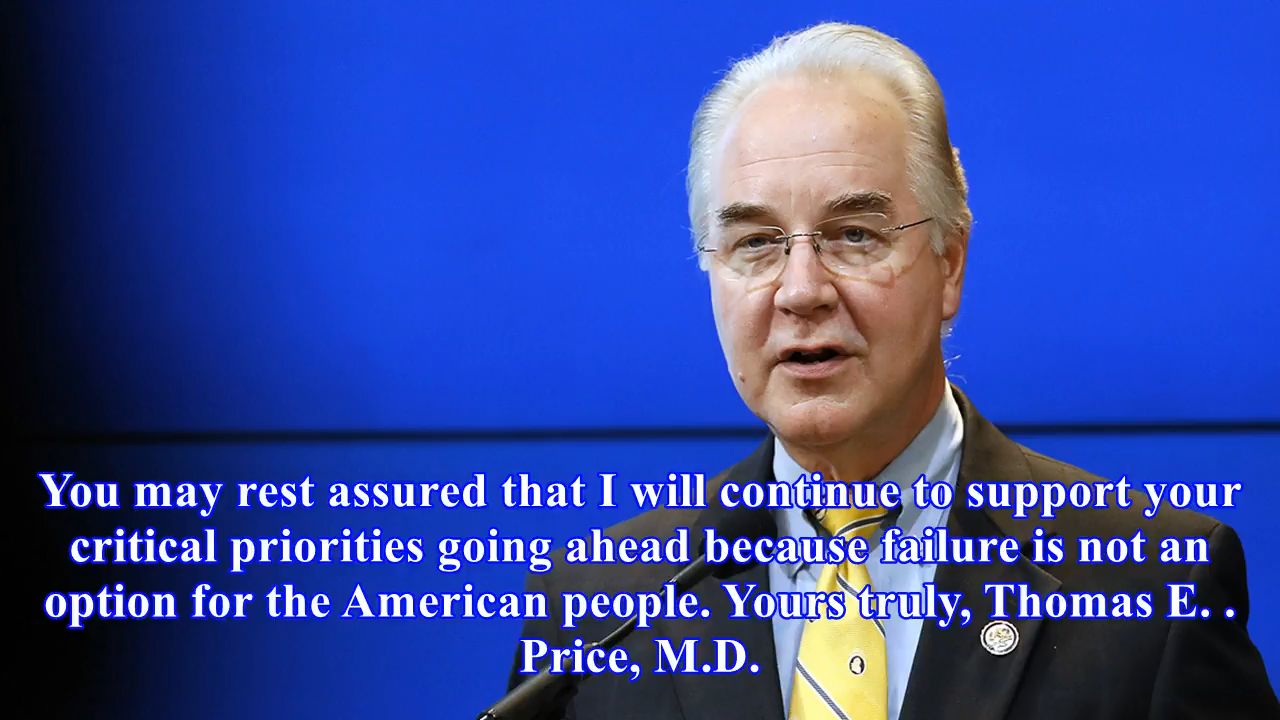 You may rest assured that I will continue to support your
critical priorities going ahead because failure is not an
option for the American people. Yours truly, Thomas E. .
Price, M.D.